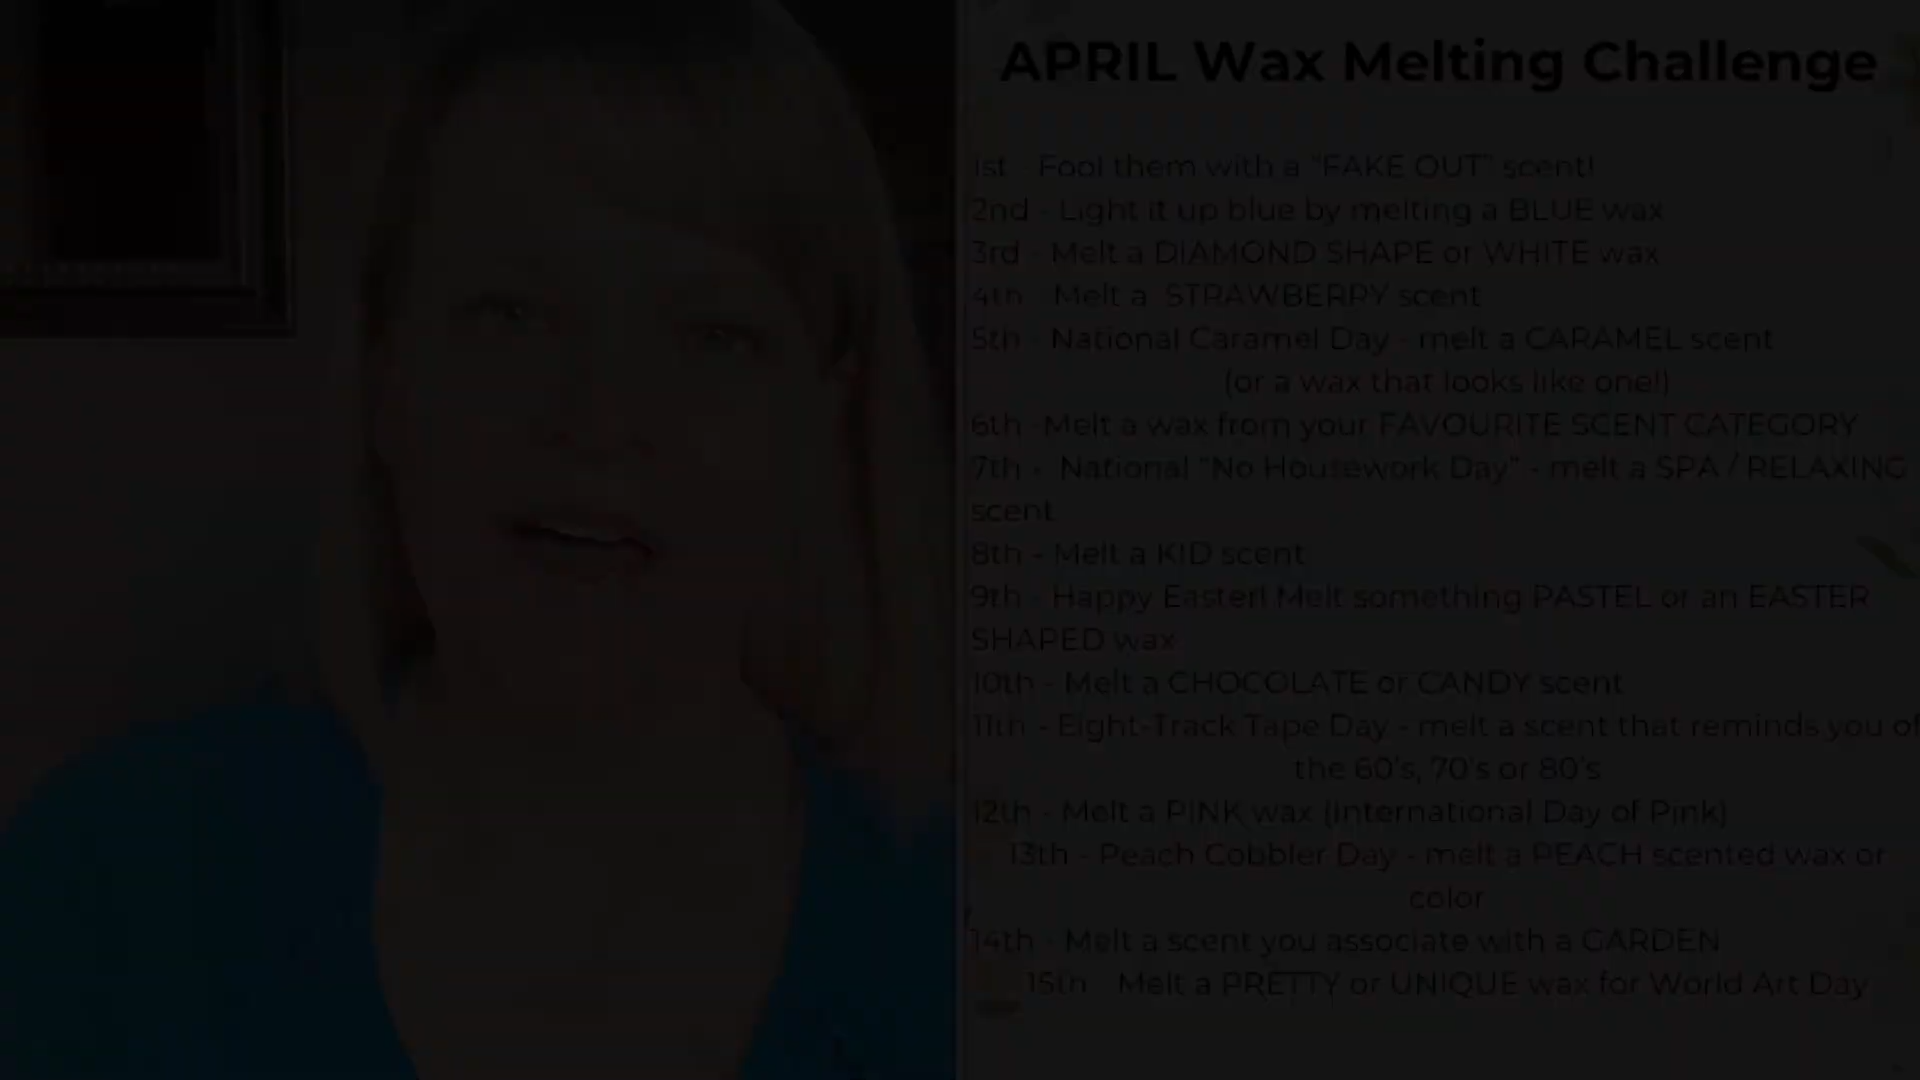 APRIL Wax Melting Challenge
1st - Fool them with a "FAKE OUT" scent!
2nd - Light it up blue by melting a BLUE wax
3rd - Melt a DIAMOND SHAPE or WHITE wax
4th - Melt a STRAWBERRY scent
5th - National Caramel Day - melt a CARAMEL scent
(or a wax that looks like one!)
6th -Melt a wax from your FAVOURITE SCENT CATEGORY
7th - National "No Housework Day" - melt a SPA / RELAXING
scent
8th - Melt a KID scent
9th - Happy Easter! Melt something PASTEL or an EASTER
SHAPED wax
10th - Melt a CHOCOLATE or CANDY scent
11th - Eight-Track Tape Day - melt a scent that reminds you of
the 60's, 70's or 80's
12th - Melt a PINK wax (International Day of Pink)
13th - Peach Cobbler Day - melt a PEACH scented wax or
color
14th - Melt a scent you associate with a GARDEN
15th - Melt a PRETTY or UNIQUE wax for World Art Day